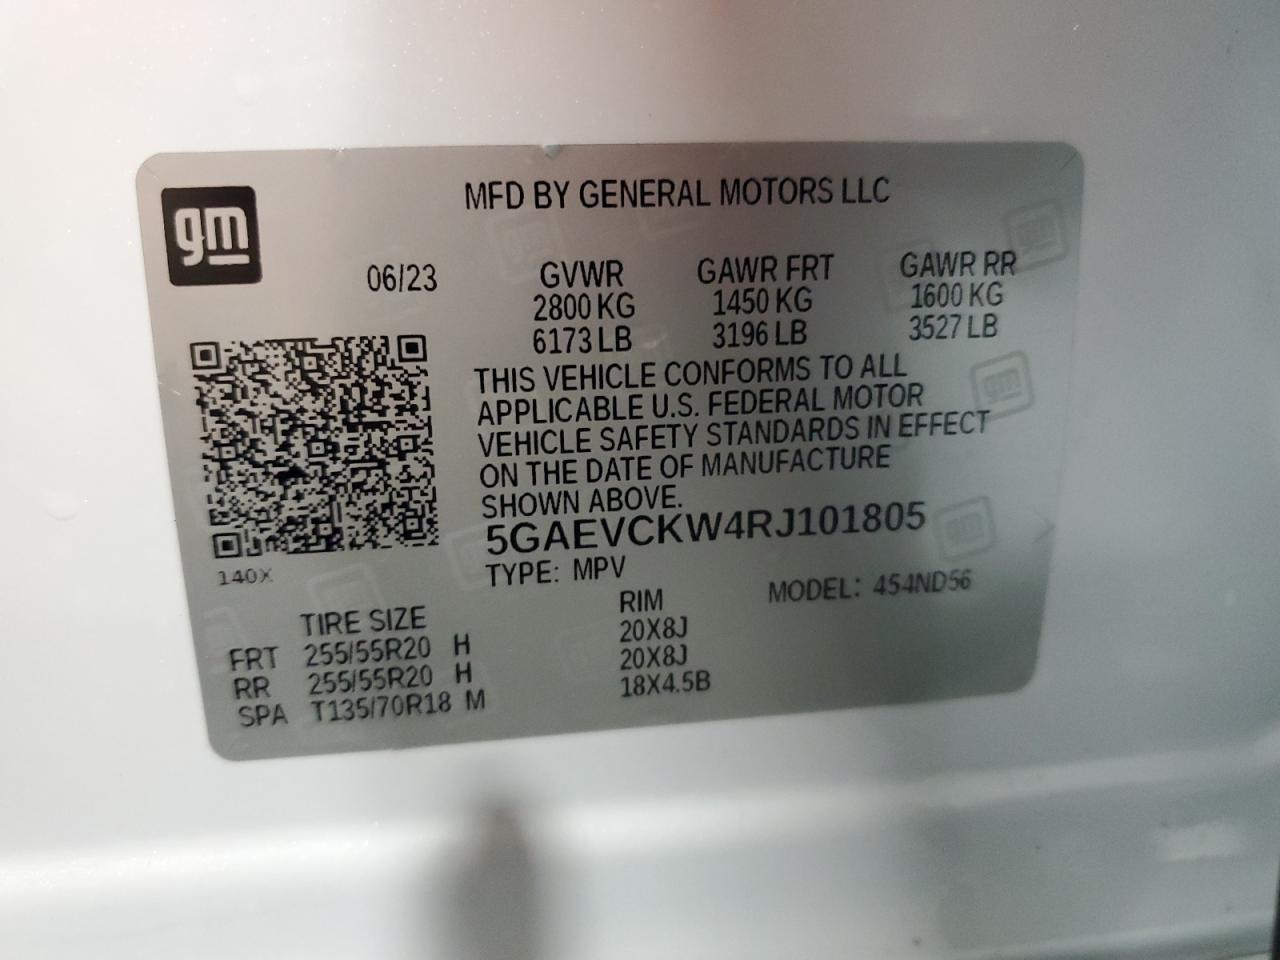 gm
MFD BY GENERAL MOTORS LLC
06/23 GVWR GAWR FRT GAWR RR
2800 KG 1450 KG 1600 KG
6173 LB 3196 LB 3527 LB
THIS VEHICLE CONFORMS TO ALL
APPLICABLE U.S. FEDERAL MOTOR
VEHICLE SAFETY STANDARDS IN EFFECT
ON THE DATE OF MANUFACTURE
SHOWN ABOVE.
5GAEVCKW4RJ101805
140X
TYPE: MPV MODEL: 454ND56
TIRE SIZE RIM
FRT 255/55R20 H 20X8J
RR 255/55R20 H 20X8J
SPA T135/70R18 M 18X4.5B